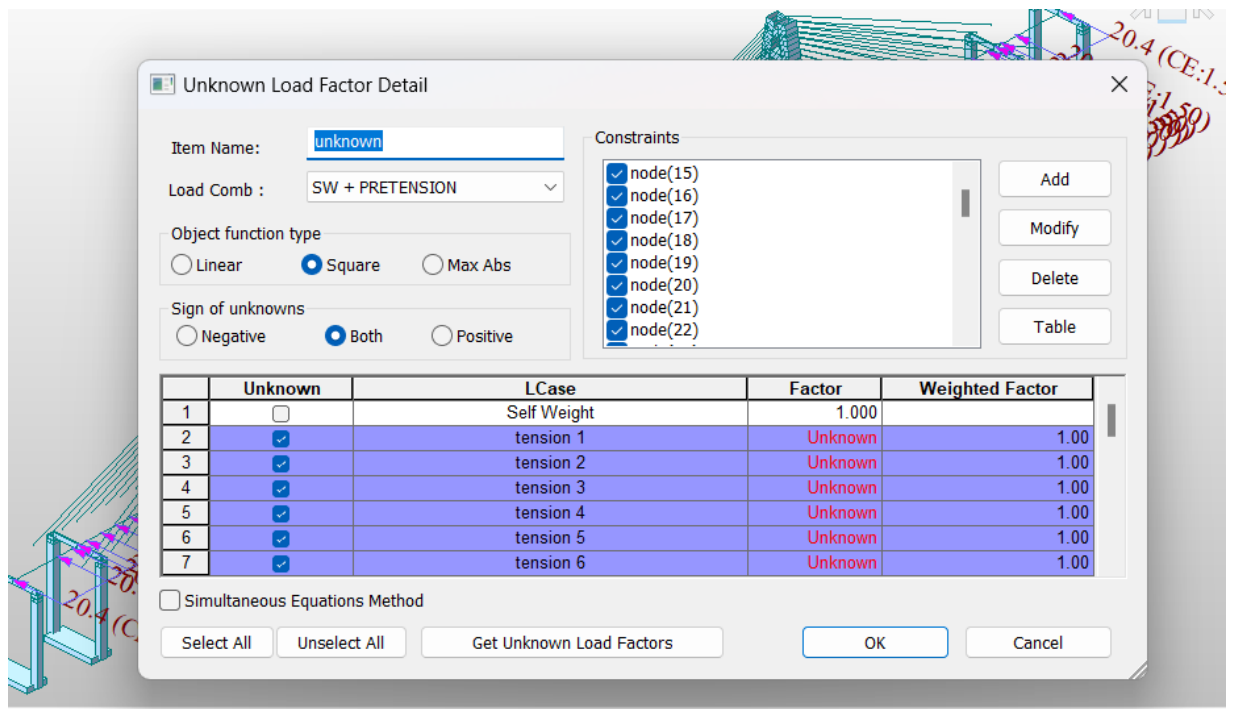 20.4 (CE:1.5
Unknown Load Factor Detail
Item Name:
unknown
Load Comb :
SW + PRETENSION
Object function type
Linear
Square
Max Abs
Sign of unknowns
Negative
Both
Positive
Constraints
node(15)
node(16)
node(17)
node(18)
node(19)
node(20)
node(21)
node(22)
Add
Modify
Delete
Table
Unknown LCase Factor Weighted Factor
1 Self Weight 1.000
2 tension 1 Unknown 1.00
3 tension 2 Unknown 1.00
4 tension 3 Unknown 1.00
5 tension 4 Unknown 1.00
6 tension 5 Unknown 1.00
7 tension 6 Unknown 1.00
Simultaneous Equations Method
Select All
Unselect All
Get Unknown Load Factors
OK
Cancel
20.4 (C